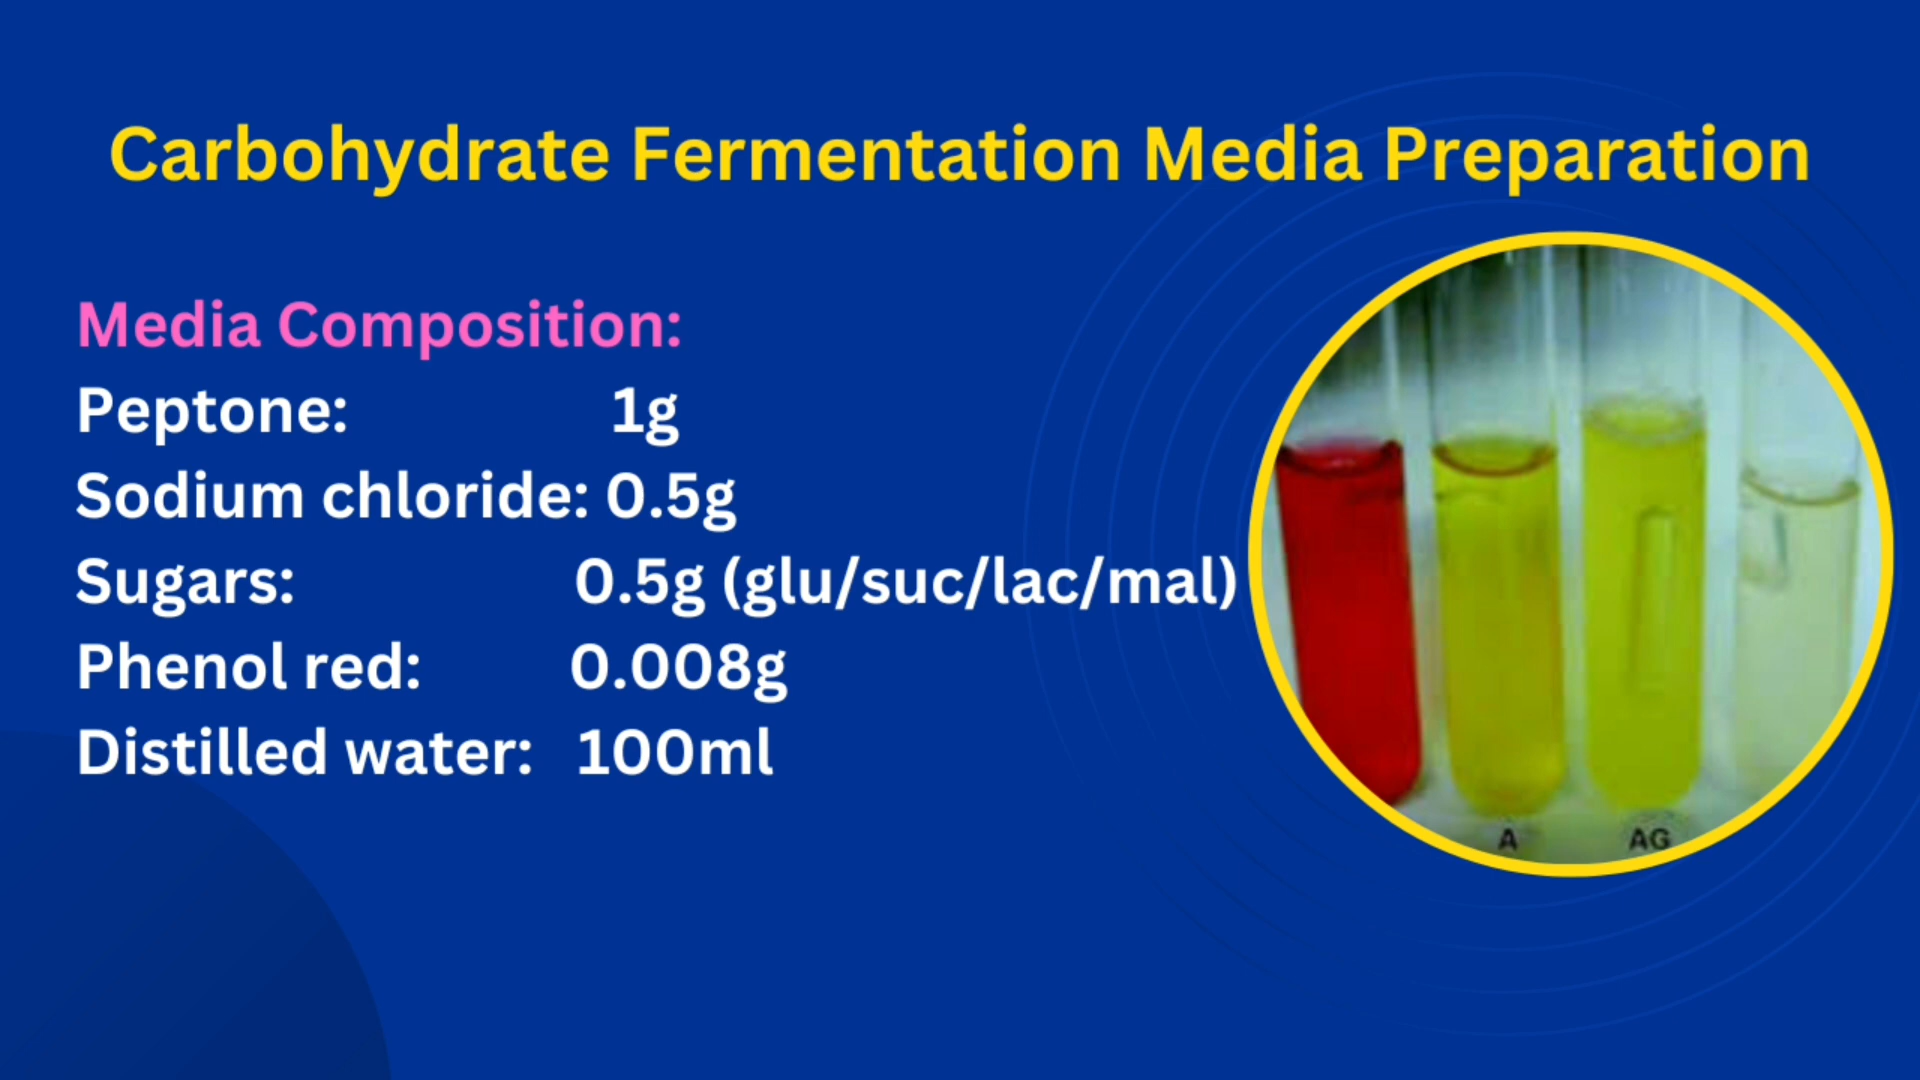 Carbohydrate Fermentation Media Preparation
Media Composition:
Peptone: 1g
Sodium chloride: 0.5g
Sugars: 0.5g (glu/suc/lac/mal)
Phenol red: 0.008g
Distilled water: 100ml
A
AG